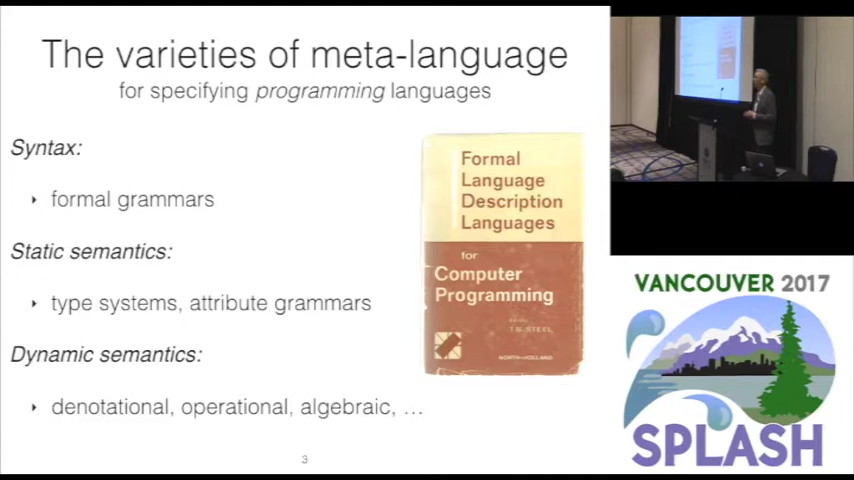 The varieties of meta-language
for specifying programming languages
Syntax:
‣ formal grammars
Static semantics:
‣ type systems, attribute grammars
Dynamic semantics:
‣ denotational, operational, algebraic, …
3
Formal
Language
Description
Languages
for
Computer
Programming
T.B. STEEL
NORTH-HOLLAND
VANCOUVER 2017
SPLASH